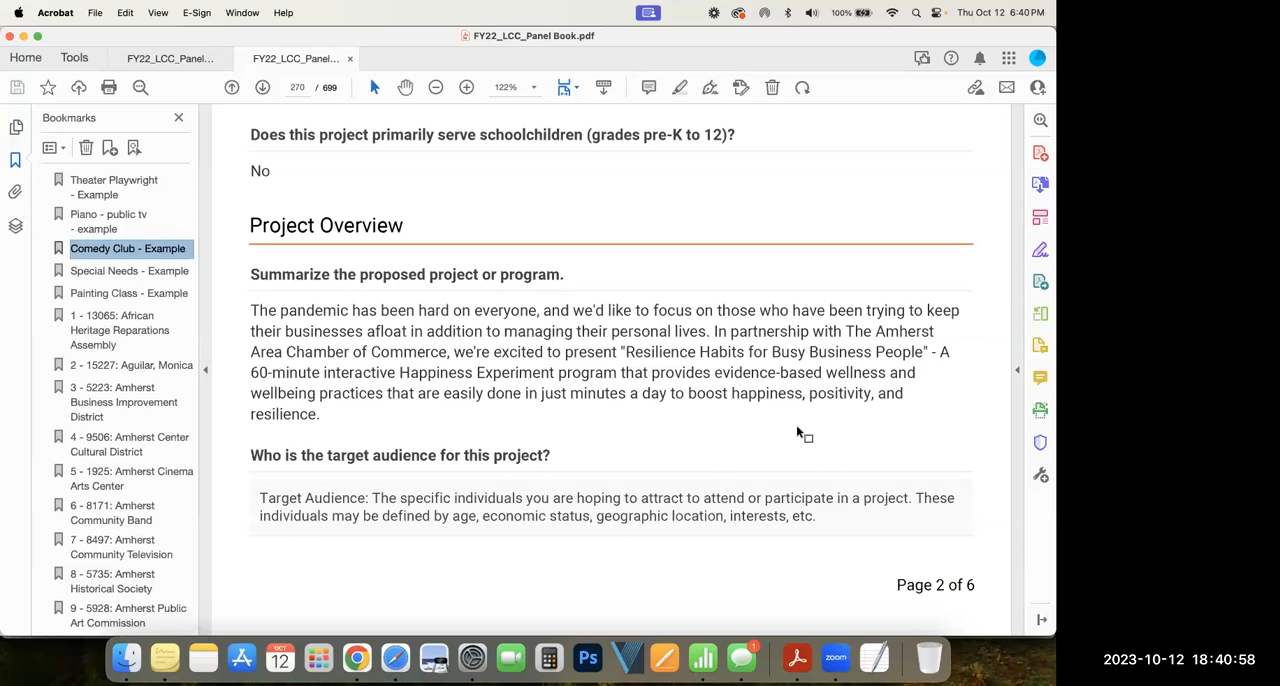 Acrobat File Edit View E-Sign Window Help 100% Thu Oct 12 6:40 PM
FY22_LCC_Panel Book.pdf
Home Tools FY22_LCC_Panel... FY22_LCC_Panel... ×
270 / 699 122%
Bookmarks
Theater Playwright
- Example
Piano - public tv
- example
Comedy Club - Example
Special Needs - Example
Painting Class - Example
1 - 13065: African
Heritage Reparations
Assembly
2 - 15227: Aguilar, Monica
3 - 5223: Amherst
Business Improvement
District
4 - 9506: Amherst Center
Cultural District
5 - 1925: Amherst Cinema
Arts Center
6 - 8171: Amherst
Community Band
7 - 8497: Amherst
Community Television
8 - 5735: Amherst
Historical Society
9 - 5928: Amherst Public
Art Commission
Does this project primarily serve schoolchildren (grades pre-K to 12)?
No
Project Overview
Summarize the proposed project or program.
The pandemic has been hard on everyone, and we'd like to focus on those who have been trying to keep
their businesses afloat in addition to managing their personal lives. In partnership with The Amherst
Area Chamber of Commerce, we're excited to present "Resilience Habits for Busy Business People" - A
60-minute interactive Happiness Experiment program that provides evidence-based wellness and
wellbeing practices that are easily done in just minutes a day to boost happiness, positivity, and
resilience.
Who is the target audience for this project?
Target Audience: The specific individuals you are hoping to attract to attend or participate in a project. These
individuals may be defined by age, economic status, geographic location, interests, etc.
Page 2 of 6
OCT
12
Ps
1
zoom
2023-10-12 18:40:58